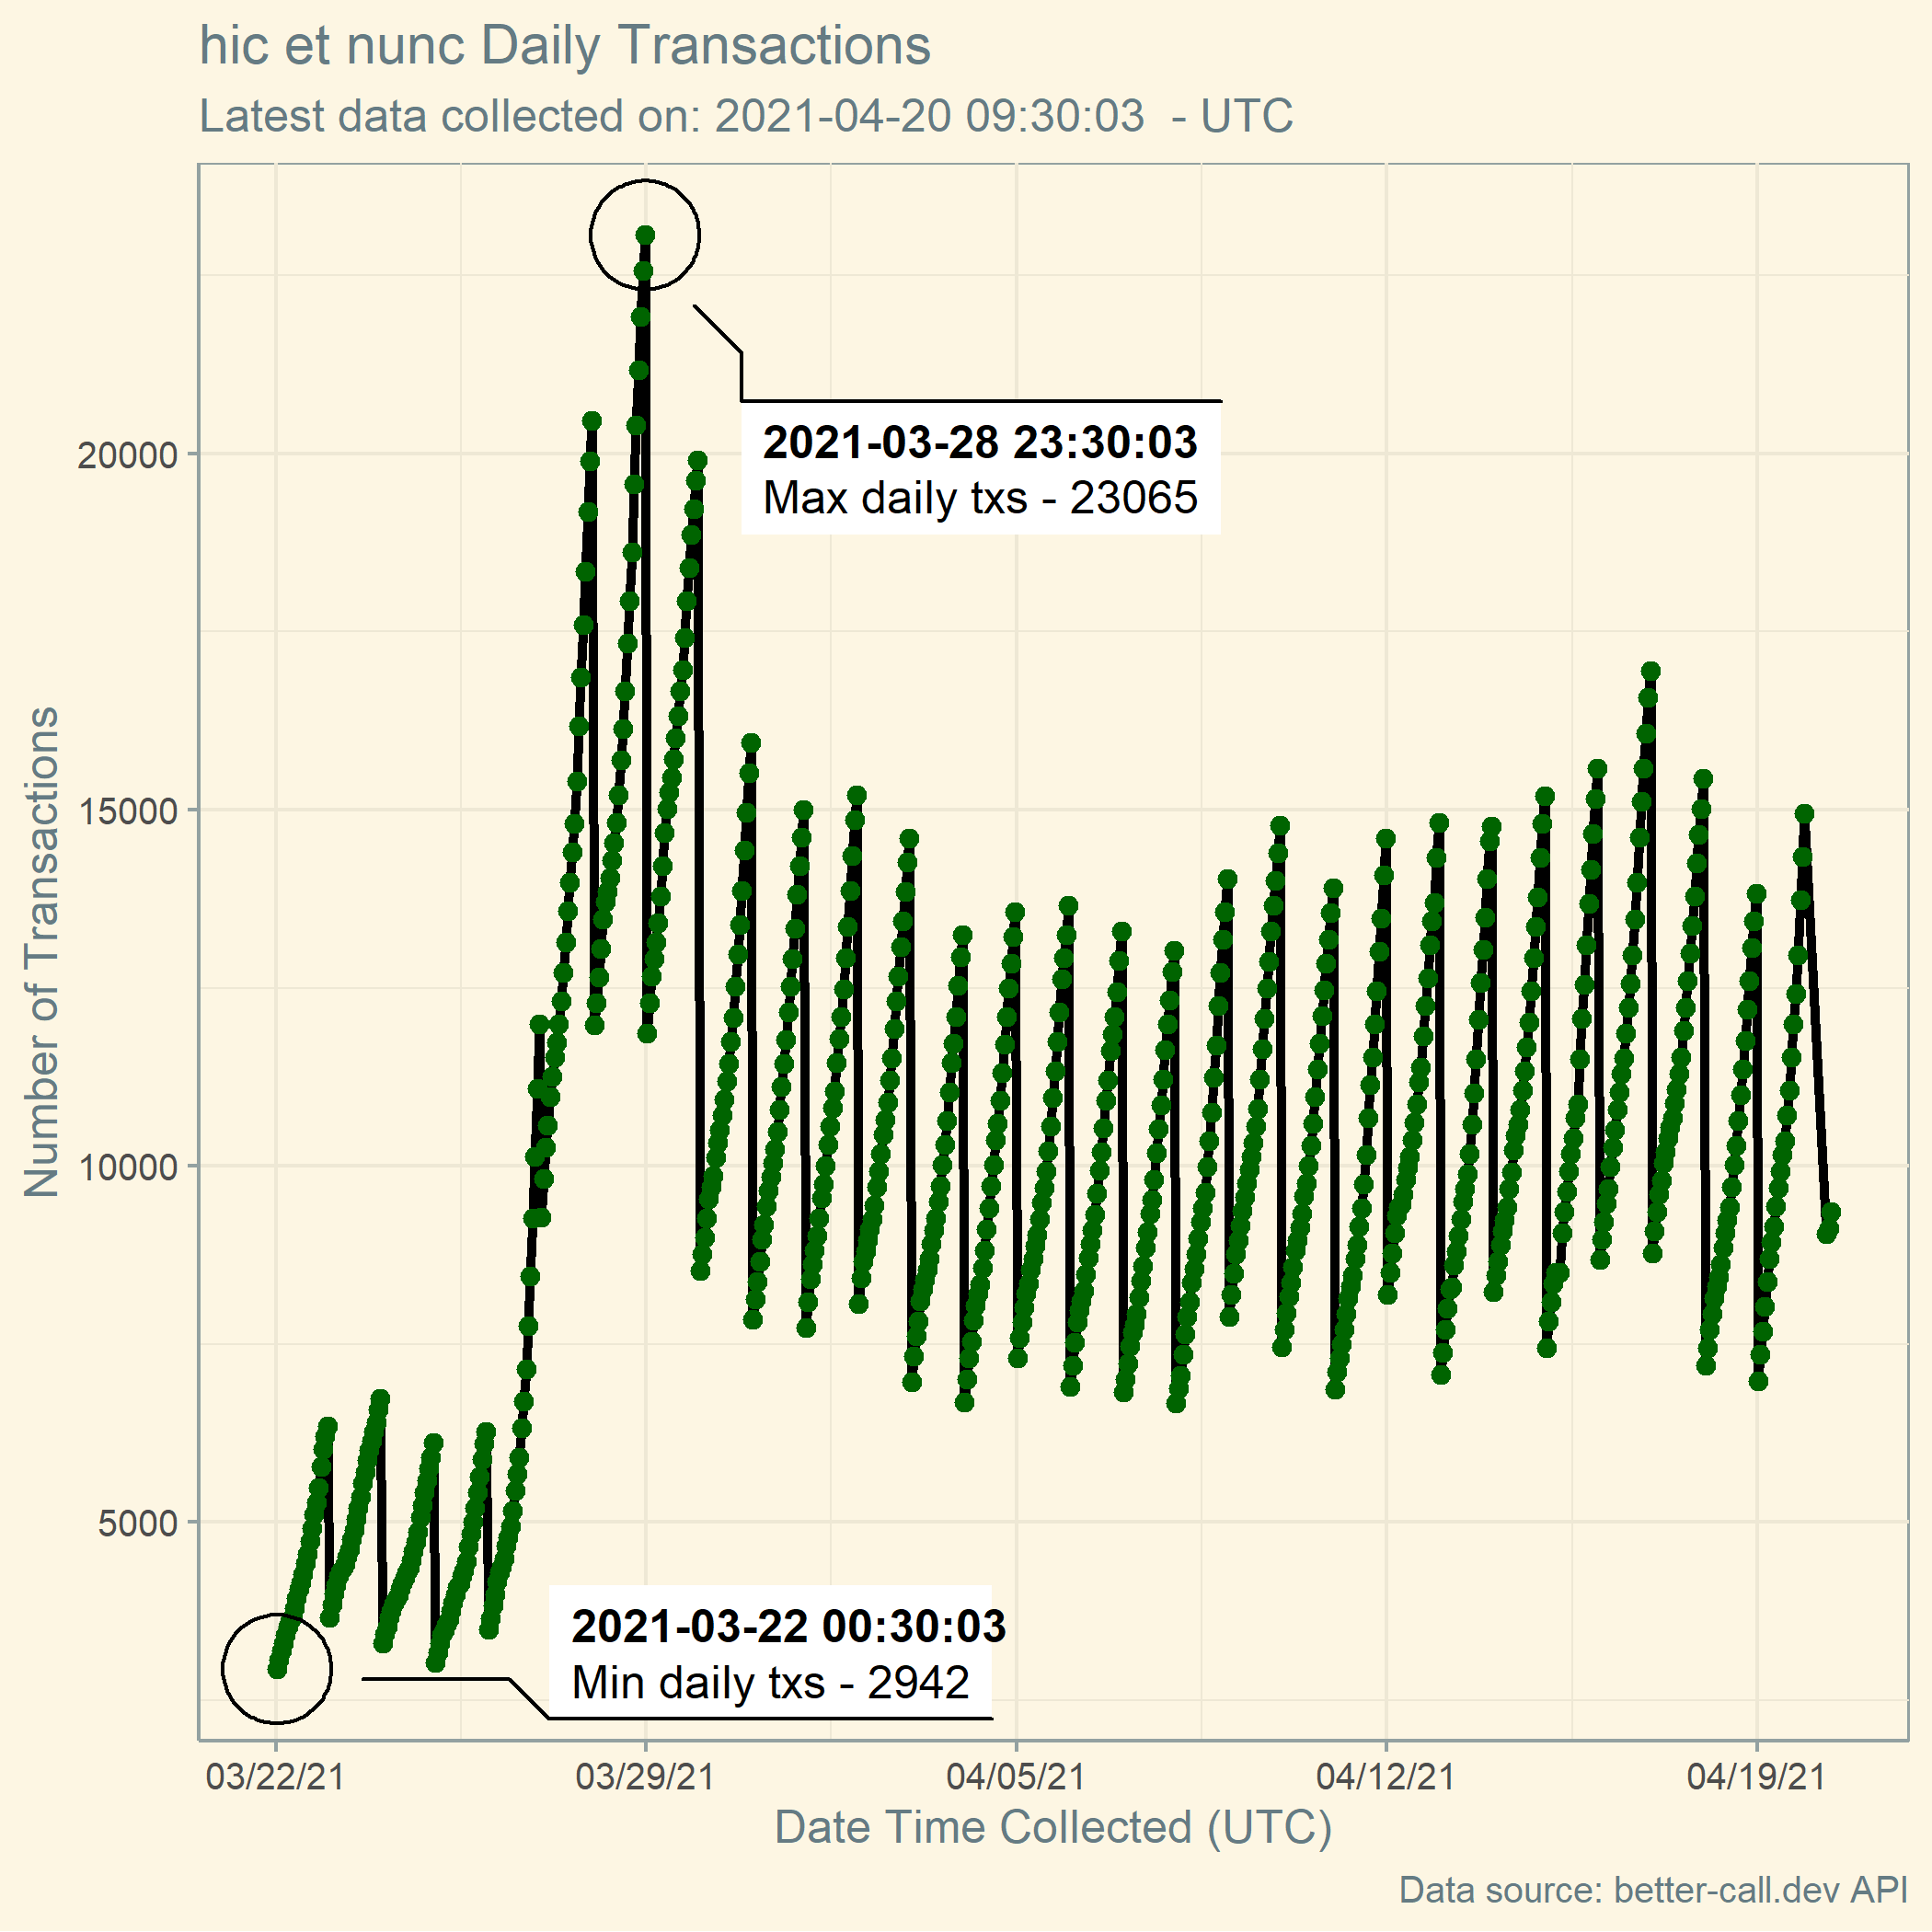 hic et nunc Daily Transactions
Latest data collected on: 2021-04-20 09:30:03  - UTC
Number of Transactions
20000
15000
10000
5000
2021-03-28 23:30:03
Max daily txs - 23065
2021-03-22 00:30:03
Min daily txs - 2942
03/22/21 03/29/21 04/05/21 04/12/21 04/19/21
Date Time Collected (UTC)
Data source: better-call.dev API